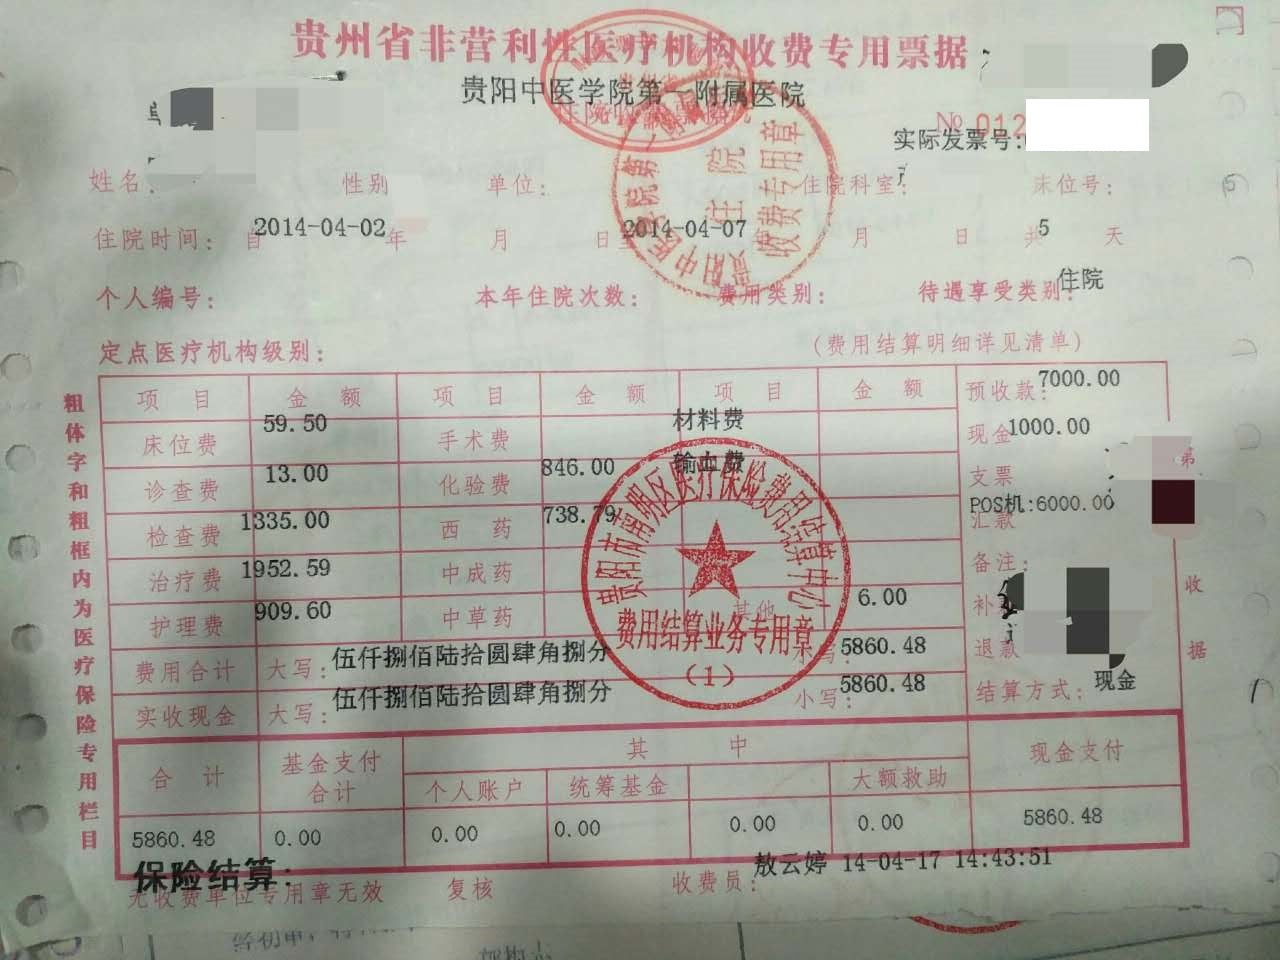 贵州省非营利性医疗机构收费专用票据
贵阳中医学院第一附属医院
No 012
实际发票号:
姓名: 性别 单位: 住院科室: 床位号:
住院时间: 自 2014-04-02 年 月 日至 2014-04-07 年 月 日 共 5 天
个人编号: 本年住院次数: 费用类别: 待遇享受类别: 住院
定点医疗机构级别: (费用结算明细详见清单)
项目 金额 项目 金额 项目 金额 预收款: 7000.00
床位费 59.50 手术费 材料费 现金 1000.00
诊查费 13.00 化验费 846.00 输血费 支票
检查费 1335.00 西药 738.79 POS机:6000.00
汇款
治疗费 1952.59 中成药 备注:
护理费 909.60 中草药 其他 6.00 补
费用合计 大写: 伍仟捌佰陆拾圆肆角捌分 小写: 5860.48 退款
实收现金 大写: 伍仟捌佰陆拾圆肆角捌分 小写: 5860.48 结算方式: 现金
合计 基金支付合计 其中 现金支付
个人账户 统筹基金 大额救助
5860.48 0.00 0.00 0.00 0.00 0.00 5860.48
保险结算:
无收费单位专用章无效 复核 收费员: 敖云婷 14-04-17 14:43:51
粗体字和粗框内为医疗保险专用栏目
第
收据
住院
收费专用章
贵阳市南明区医疗保险费用结算中心
费用结算业务专用章
(1)